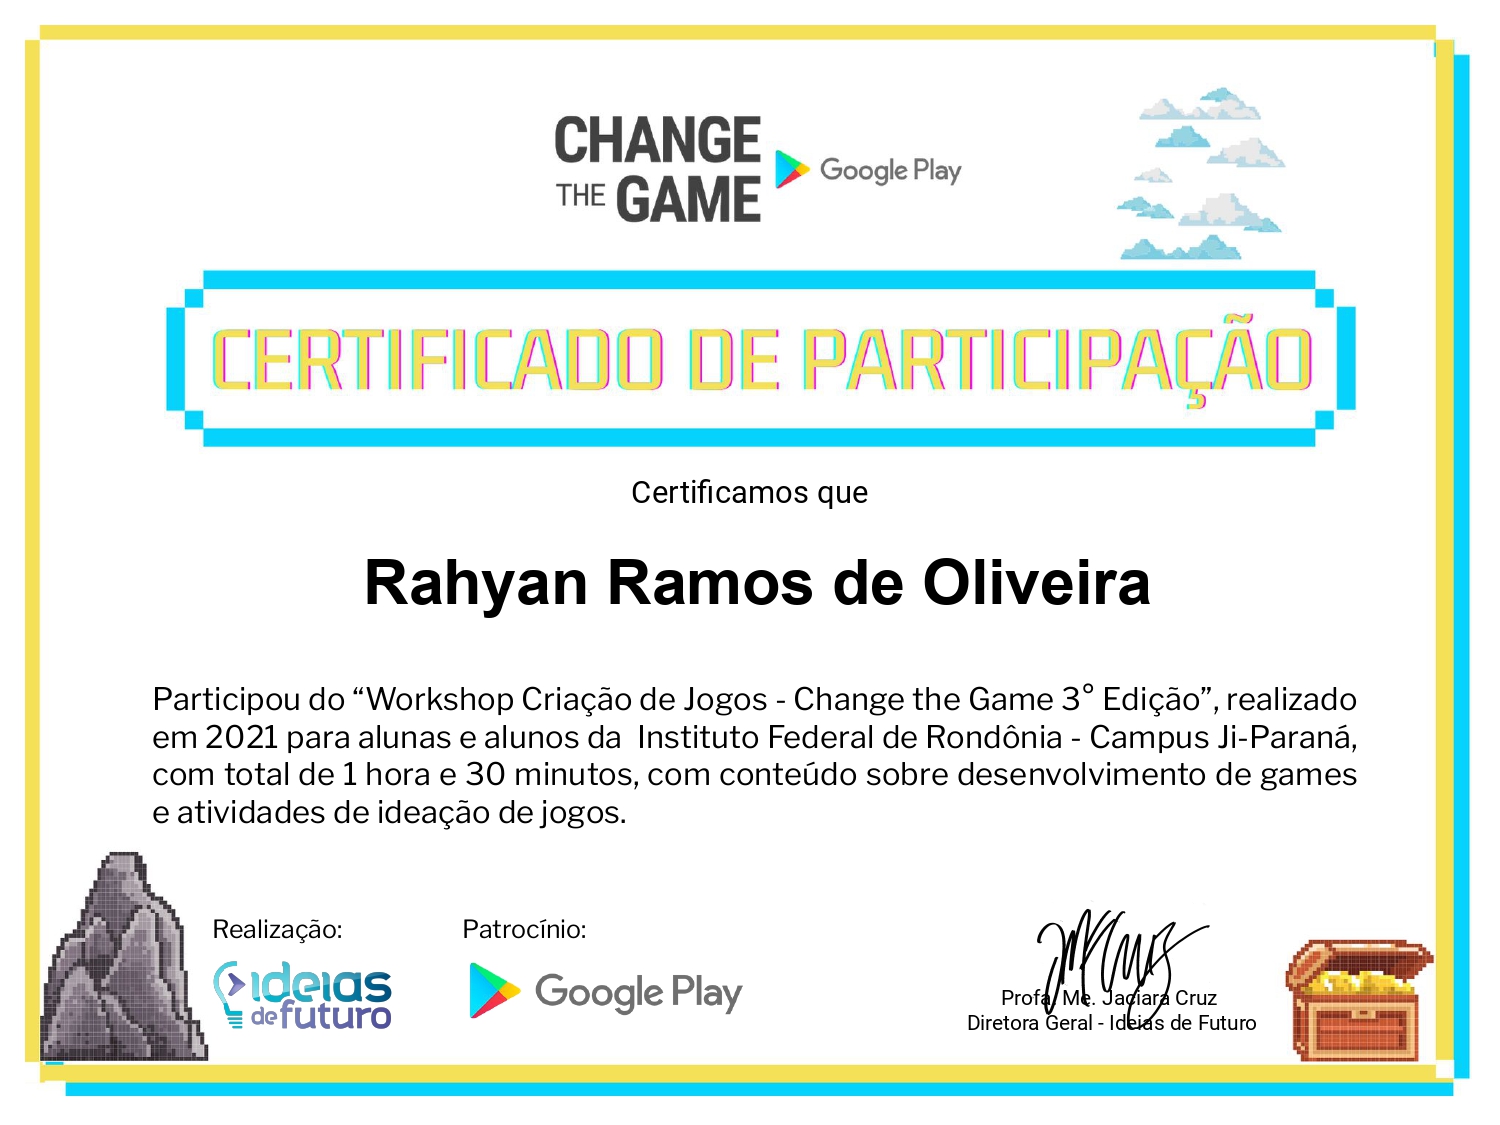 CHANGE
THE GAME
Google Play
CERTIFICADO DE PARTICIPAÇÃO
Certificamos que
Rahyan Ramos de Oliveira
Participou do “Workshop Criação de Jogos - Change the Game 3° Edição”, realizado
em 2021 para alunas e alunos da  Instituto Federal de Rondônia - Campus Ji-Paraná,
com total de 1 hora e 30 minutos, com conteúdo sobre desenvolvimento de games
e atividades de ideação de jogos.
Realização:
ideias
de futuro
Patrocínio:
Google Play
Profa. Me. Jaciara Cruz
Diretora Geral - Ideias de Futuro